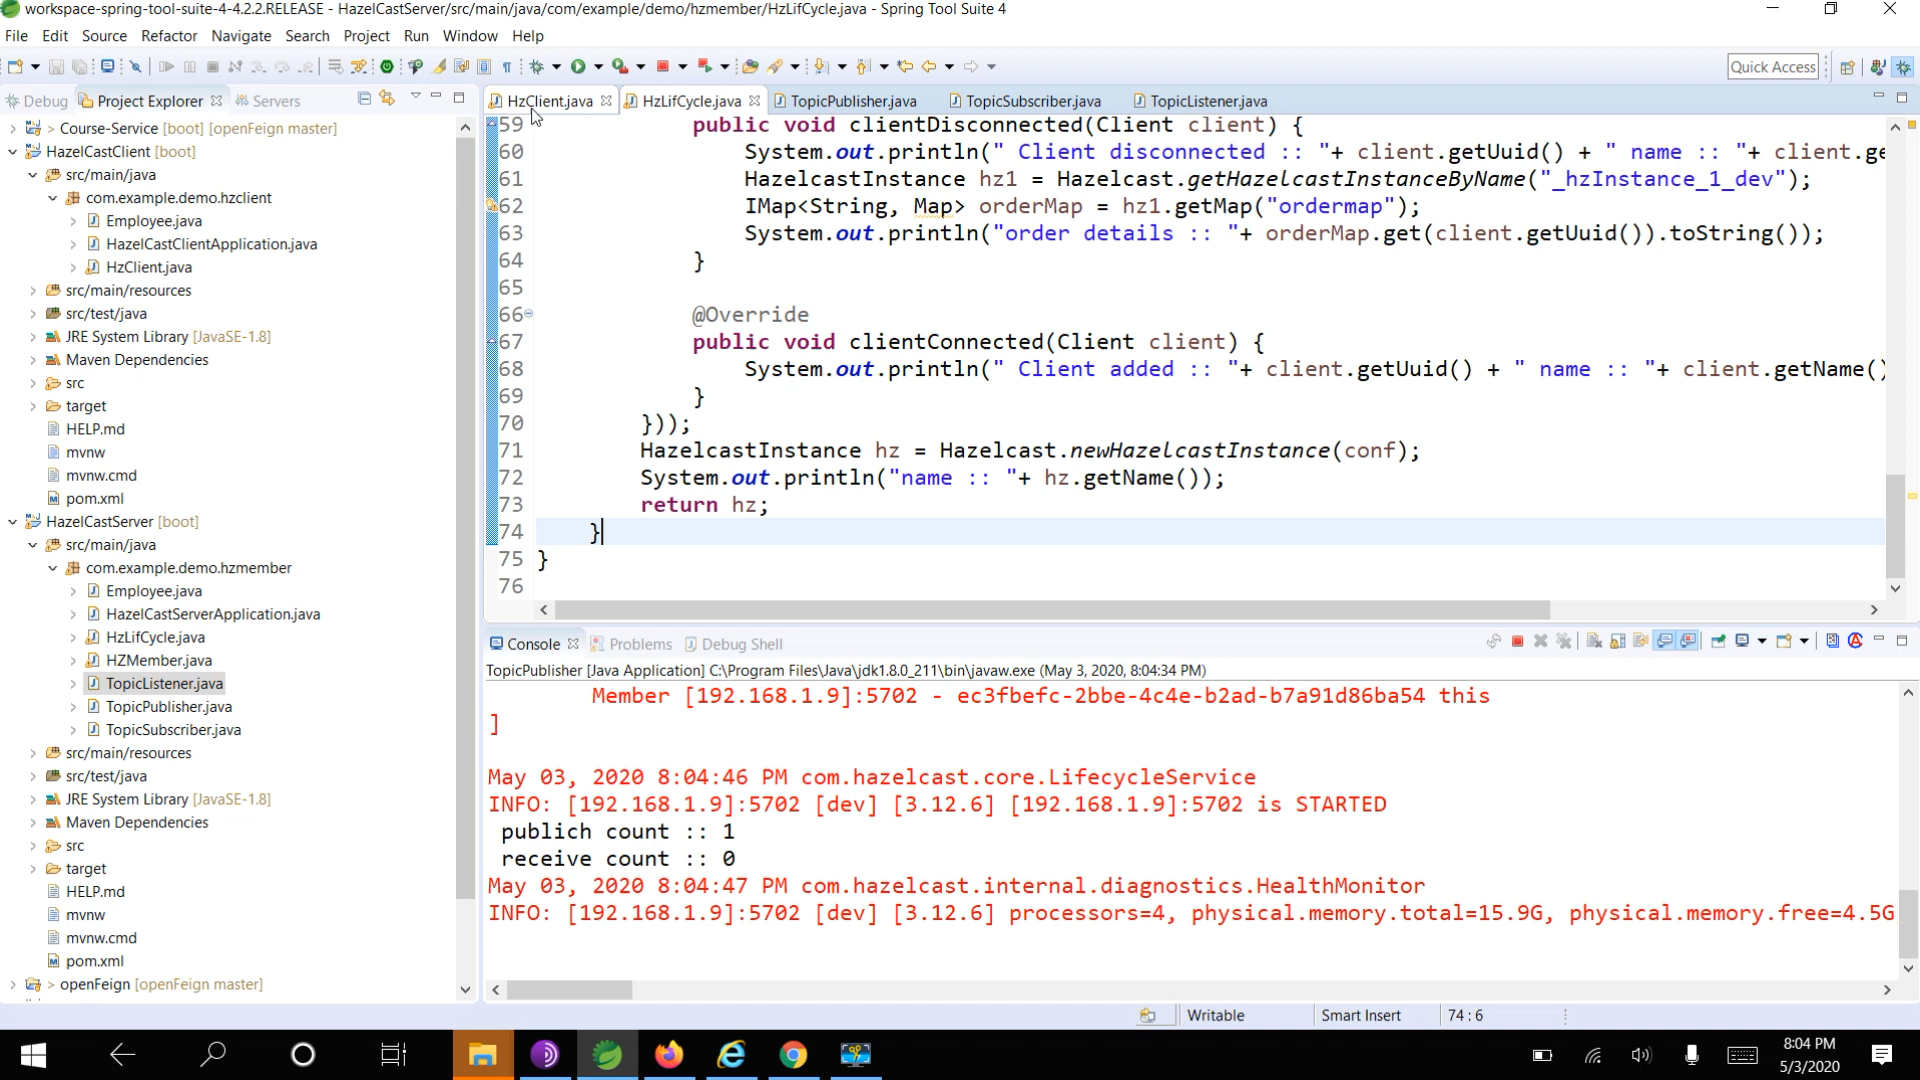 workspace-spring-tool-suite-4-4.2.2.RELEASE - HazelCastServer/src/main/java/com/example/demo/hzmember/HzLifCycle.java - Spring Tool Suite 4
File Edit Source Refactor Navigate Search Project Run Window Help
Quick Access
Debug Project Explorer Servers
HzClient.java HzLifCycle.java TopicPublisher.java TopicSubscriber.java TopicListener.java
> Course-Service [boot] [openFeign master]
HazelCastClient [boot]
src/main/java
com.example.demo.hzclient
Employee.java
HazelCastClientApplication.java
HzClient.java
src/main/resources
src/test/java
JRE System Library [JavaSE-1.8]
Maven Dependencies
src
target
HELP.md
mvnw
mvnw.cmd
pom.xml
HazelCastServer [boot]
src/main/java
com.example.demo.hzmember
Employee.java
HazelCastServerApplication.java
HzLifCycle.java
HZMember.java
TopicListener.java
TopicPublisher.java
TopicSubscriber.java
src/main/resources
src/test/java
JRE System Library [JavaSE-1.8]
Maven Dependencies
src
target
HELP.md
mvnw
mvnw.cmd
pom.xml
> openFeign [openFeign master]
59 public void clientDisconnected(Client client) {
60 System.out.println(" Client disconnected :: "+ client.getUuid() + " name :: "+ client.ge
61 HazelcastInstance hz1 = Hazelcast.getHazelcastInstanceByName("_hzInstance_1_dev");
62 IMap<String, Map> orderMap = hz1.getMap("ordermap");
63 System.out.println("order details :: "+ orderMap.get(client.getUuid()).toString());
64 }
65
66 @Override
67 public void clientConnected(Client client) {
68 System.out.println(" Client added :: "+ client.getUuid() + " name :: "+ client.getName()
69 }
70 }));
71 HazelcastInstance hz = Hazelcast.newHazelcastInstance(conf);
72 System.out.println("name :: "+ hz.getName());
73 return hz;
74 }
75 }
76
Console Problems Debug Shell
TopicPublisher [Java Application] C:\Program Files\Java\jdk1.8.0_211\bin\javaw.exe (May 3, 2020, 8:04:34 PM)
Member [192.168.1.9]:5702 - ec3fbefc-2bbe-4c4e-b2ad-b7a91d86ba54 this
]
May 03, 2020 8:04:46 PM com.hazelcast.core.LifecycleService
INFO: [192.168.1.9]:5702 [dev] [3.12.6] [192.168.1.9]:5702 is STARTED
publich count :: 1
receive count :: 0
May 03, 2020 8:04:47 PM com.hazelcast.internal.diagnostics.HealthMonitor
INFO: [192.168.1.9]:5702 [dev] [3.12.6] processors=4, physical.memory.total=15.9G, physical.memory.free=4.5G
Writable Smart Insert 74 : 6
8:04 PM
5/3/2020